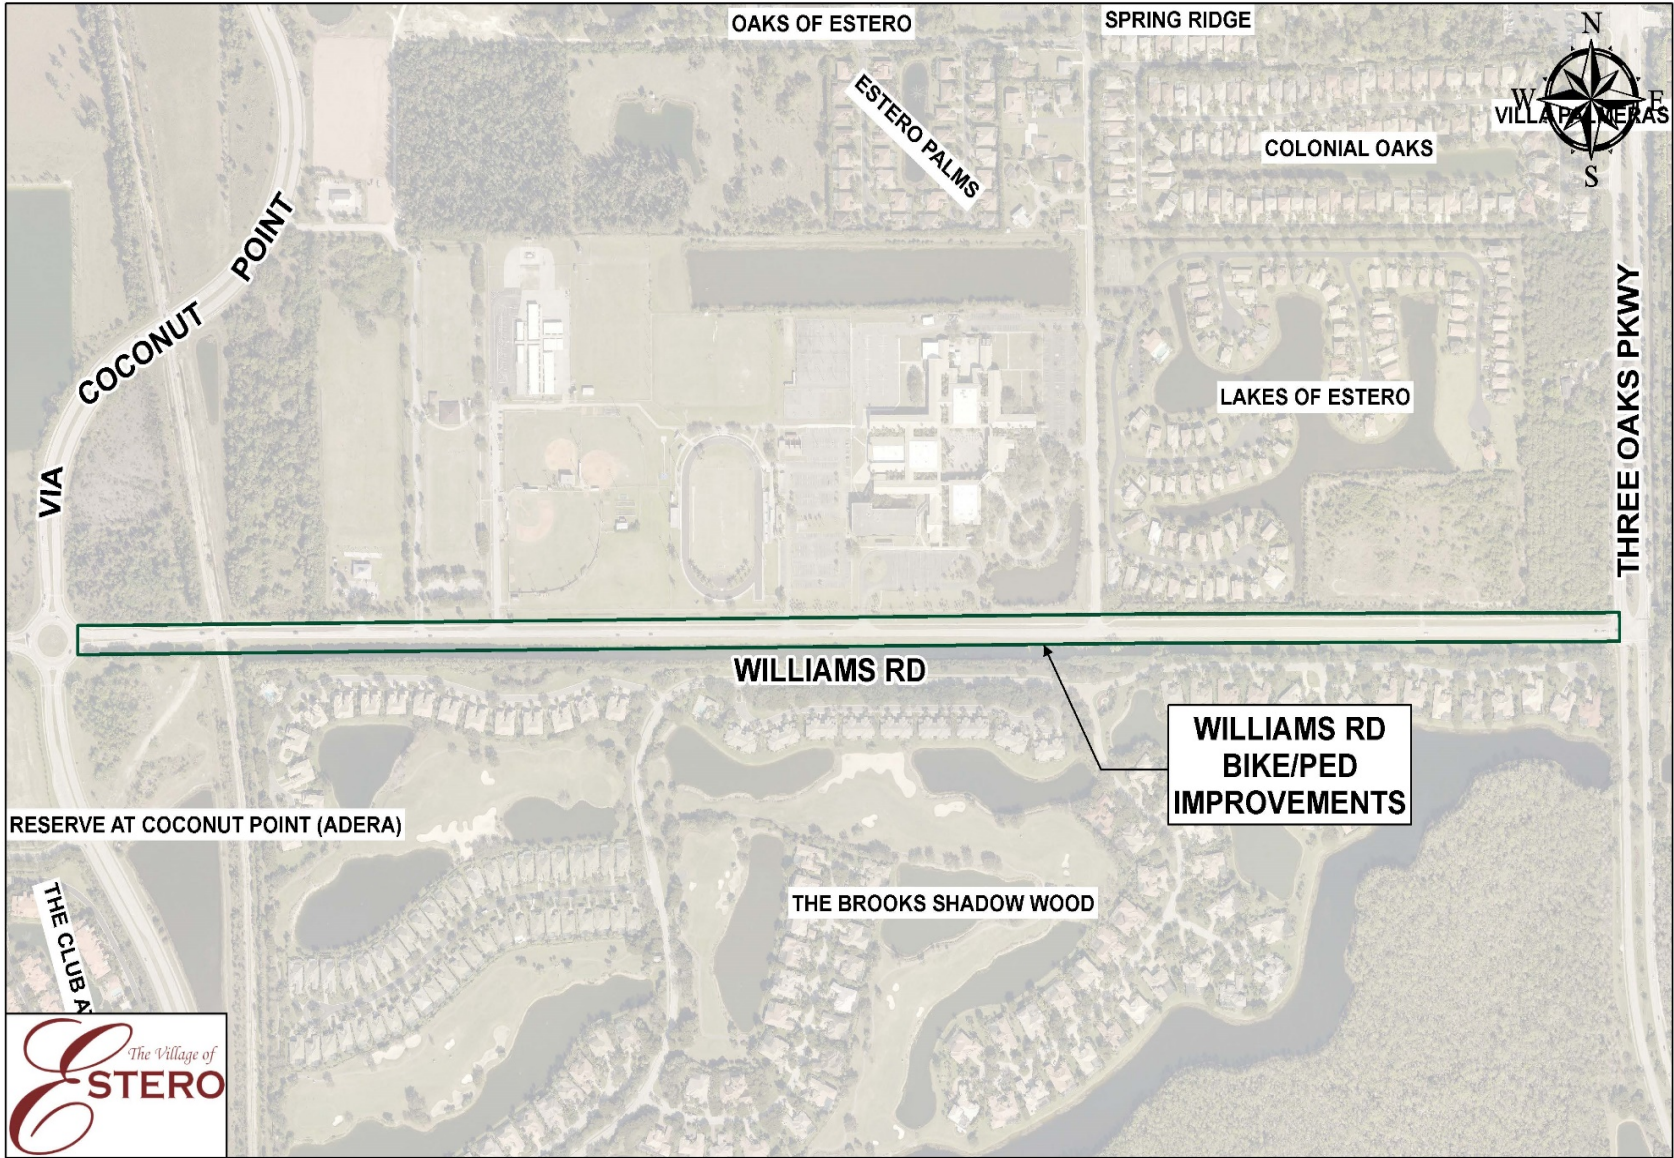 OAKS OF ESTERO
SPRING RIDGE
N
W
E
S
VILLA PALMERAS
ESTERO PALMS
COLONIAL OAKS
VIA COCONUT POINT
LAKES OF ESTERO
THREE OAKS PKWY
WILLIAMS RD
WILLIAMS RD
BIKE/PED
IMPROVEMENTS
RESERVE AT COCONUT POINT (ADERA)
THE CLUB AT
THE BROOKS SHADOW WOOD
The Village of
ESTERO